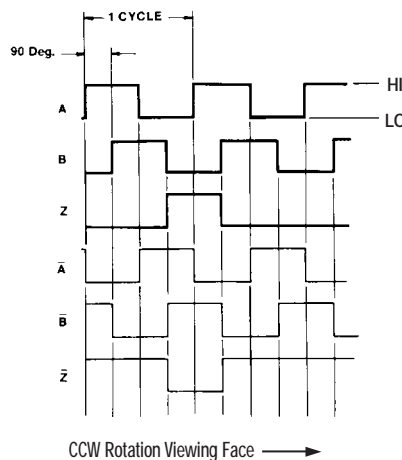 1 CYCLE
90 Deg.
HI
A
LO
B
Z
A̅
B̅
Z̅
CCW Rotation Viewing Face